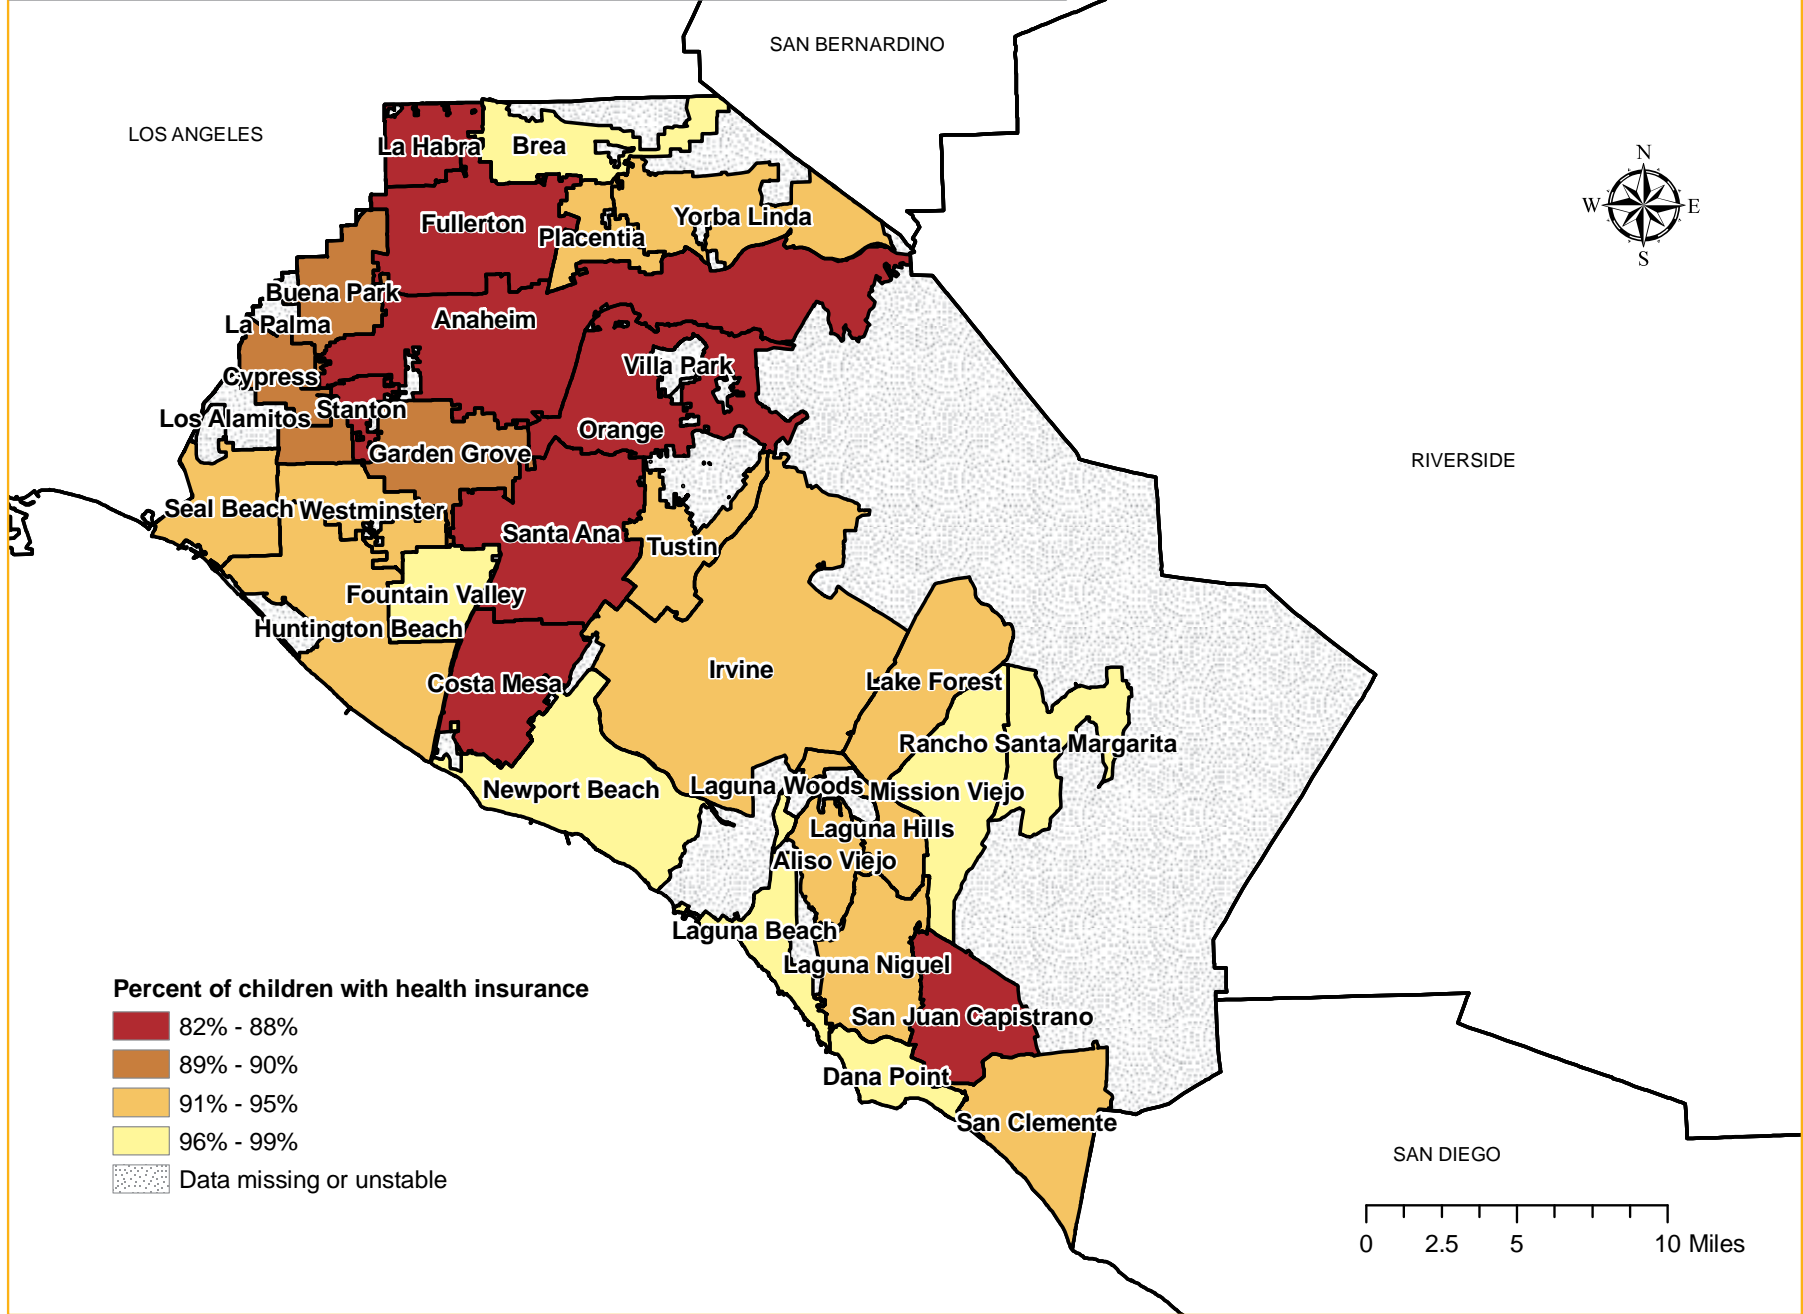 SAN BERNARDINO
LOS ANGELES
La Habra
Brea
N
W
E
S
Fullerton
Yorba Linda
Placentia
Buena Park
La Palma
Anaheim
Villa Park
Cypress
Stanton
Los Alamitos
Orange
Garden Grove
RIVERSIDE
Seal Beach
Westminster
Santa Ana
Tustin
Fountain Valley
Huntington Beach
Irvine
Costa Mesa
Lake Forest
Rancho Santa Margarita
Newport Beach
Laguna Woods
Mission Viejo
Laguna Hills
Aliso Viejo
Laguna Beach
Laguna Niguel
San Juan Capistrano
Dana Point
San Clemente
Percent of children with health insurance
82% - 88%
89% - 90%
91% - 95%
96% - 99%
Data missing or unstable
SAN DIEGO
0 2.5 5 10 Miles